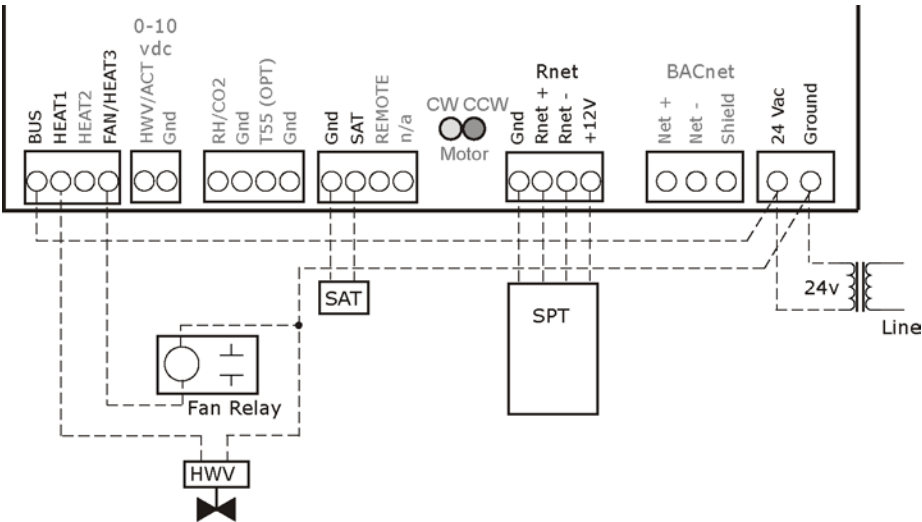 0-10
vdc
BUS
HEAT1
HEAT2
FAN/HEAT3
HWV/ACT
Gnd
RH/CO2
Gnd
T55 (OPT)
Gnd
Gnd
SAT
REMOTE
n/a
CW CCW
Motor
Rnet
Gnd
Rnet +
Rnet -
+12V
BACnet
Net +
Net -
Shield
24 Vac
Ground
SAT
SPT
24v
Line
Fan Relay
HWV